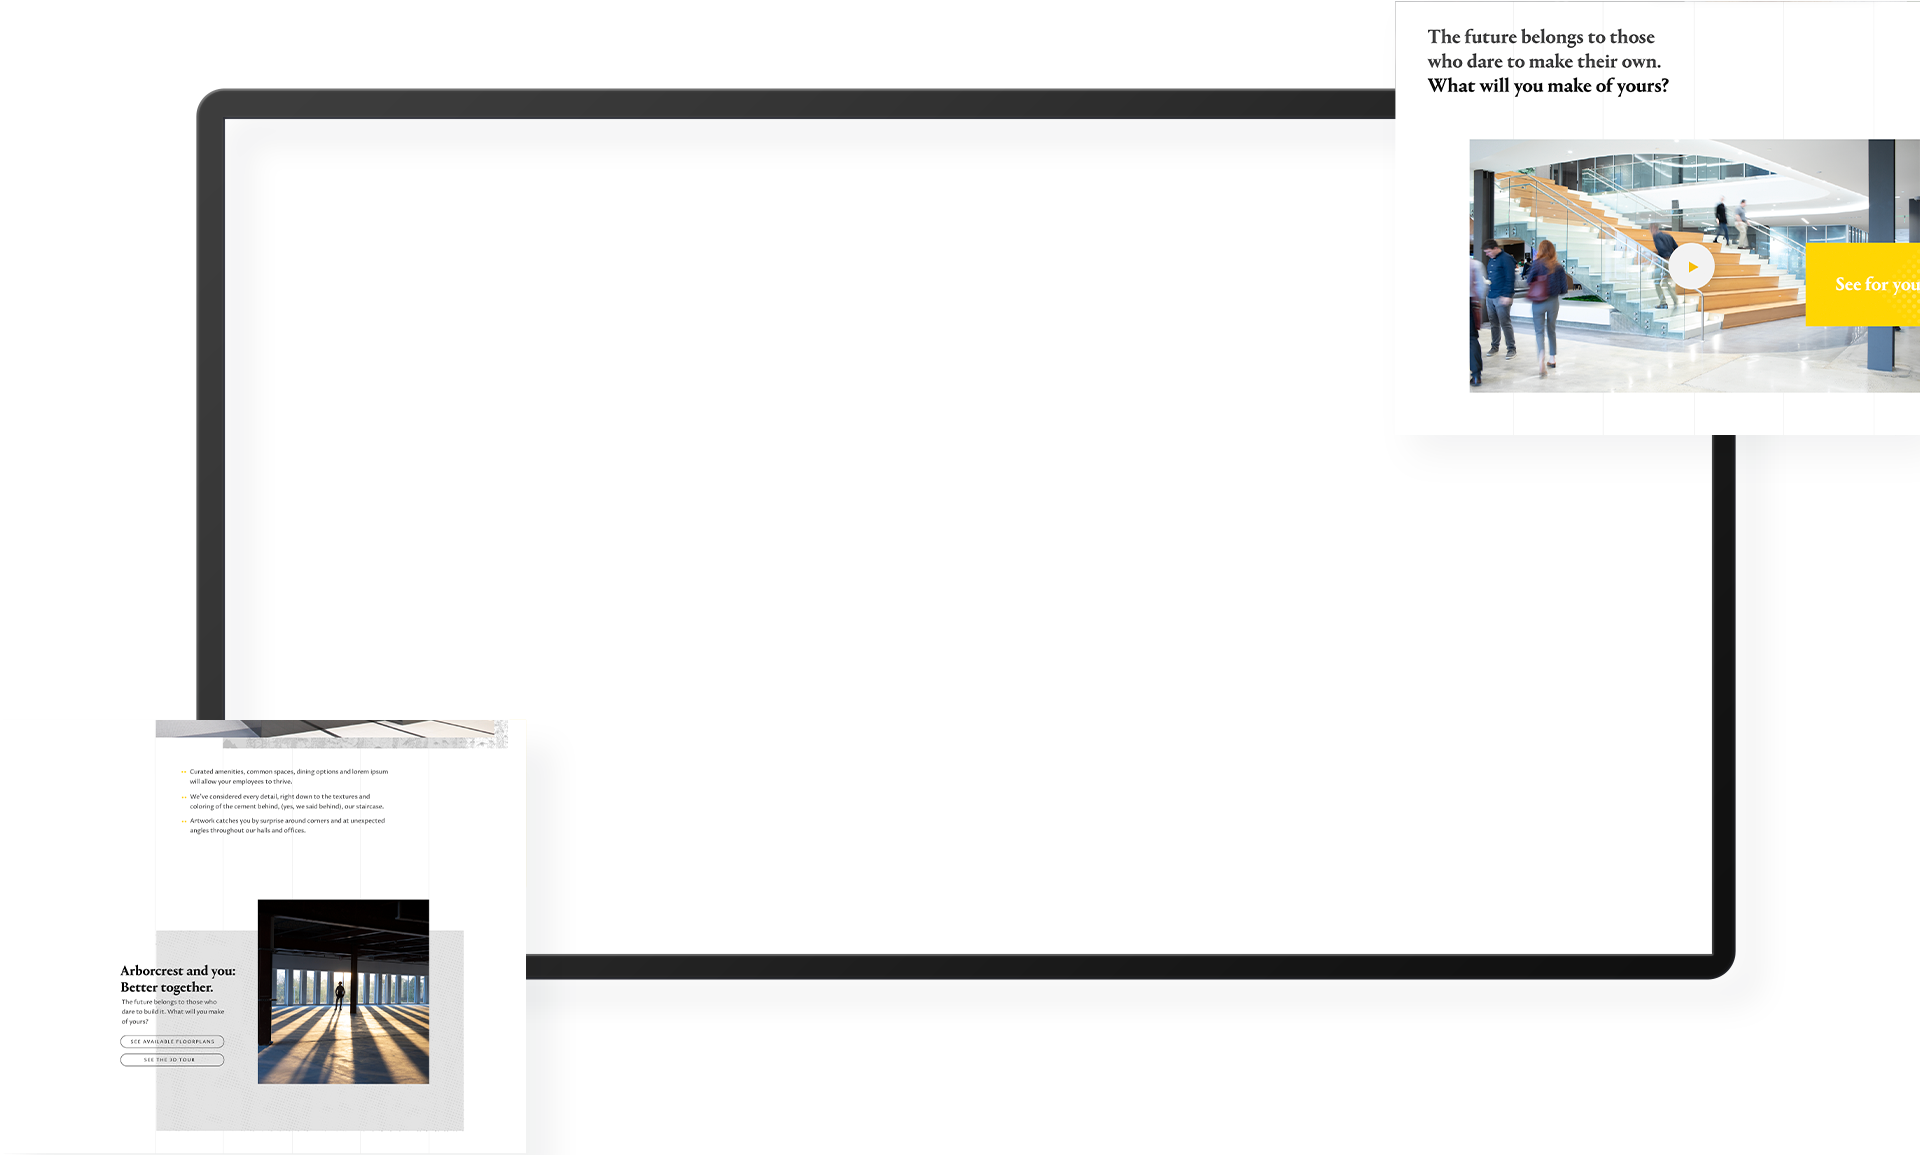 The future belongs to those
who dare to make their own.
What will you make of yours?
See for you
Curated amenities, common spaces, dining options and lorem ipsum
will allow your employees to thrive.
We've considered every detail, right down to the textures and
coloring of the cement behind, (yes, we said behind), our staircase.
Artwork catches you by surprise around corners and at unexpected
angles throughout our halls and offices.
Arborcrest and you:
Better together.
The future belongs to those who
dare to build it. What will you make
of yours?
SEE AVAILABLE FLOORPLANS
SEE THE 3D TOUR